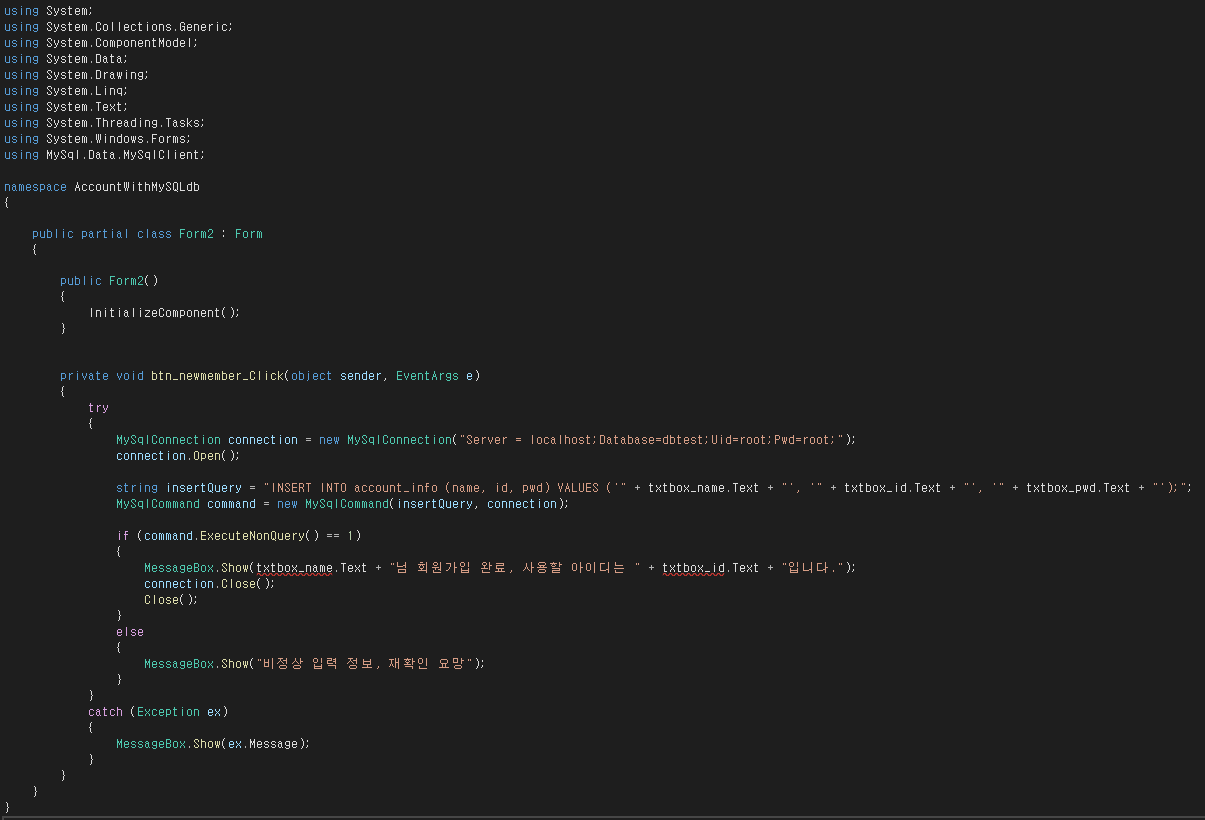 using System;
using System.Collections.Generic;
using System.ComponentModel;
using System.Data;
using System.Drawing;
using System.Linq;
using System.Text;
using System.Threading.Tasks;
using System.Windows.Forms;
using MySql.Data.MySqlClient;
namespace AccountWithMySQLdb
{
public partial class Form2 : Form
{
public Form2()
{
InitializeComponent();
}
private void btn_newmember_Click(object sender, EventArgs e)
{
try
{
MySqlConnection connection = new MySqlConnection("Server = localhost;Database=dbtest;Uid=root;Pwd=root;");
connection.Open();
string insertQuery = "INSERT INTO account_info (name, id, pwd) VALUES ('" + txtbox_name.Text + "', '" + txtbox_id.Text + "', '" + txtbox_pwd.Text + "');";
MySqlCommand command = new MySqlCommand(insertQuery, connection);
if (command.ExecuteNonQuery() == 1)
{
MessageBox.Show(txtbox_name.Text + "님 회원가입 완료, 사용할 아이디는 " + txtbox_id.Text + "입니다.");
connection.Close();
Close();
}
else
{
MessageBox.Show("비정상 입력 정보, 재확인 요망");
}
}
catch (Exception ex)
{
MessageBox.Show(ex.Message);
}
}
}
}